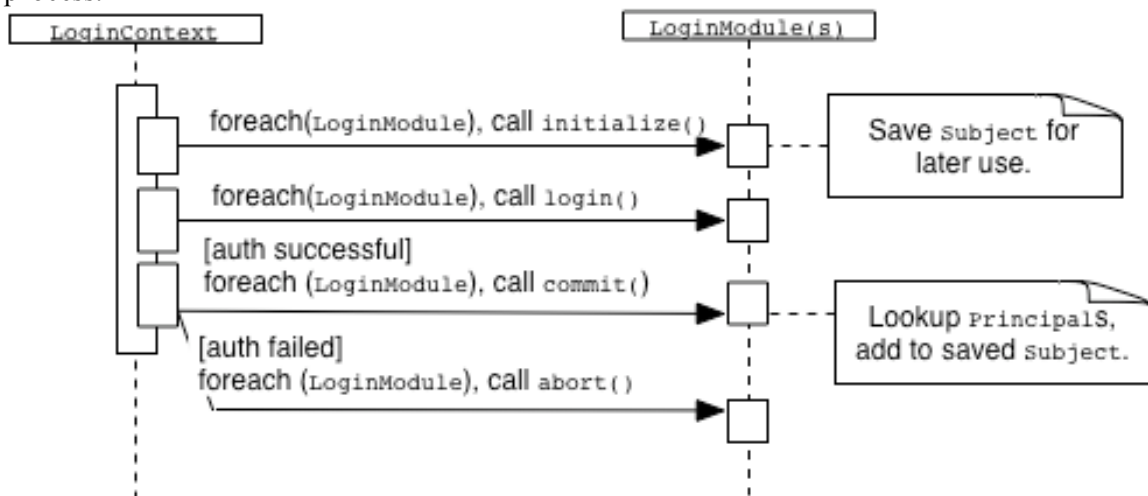 process.
LoginContext
LoginModule(s)
foreach(LoginModule), call initialize()
Save Subject for
later use.
foreach(LoginModule), call login()
[auth successful]
foreach (LoginModule), call commit()
Lookup Principals,
add to saved Subject.
[auth failed]
foreach (LoginModule), call abort()